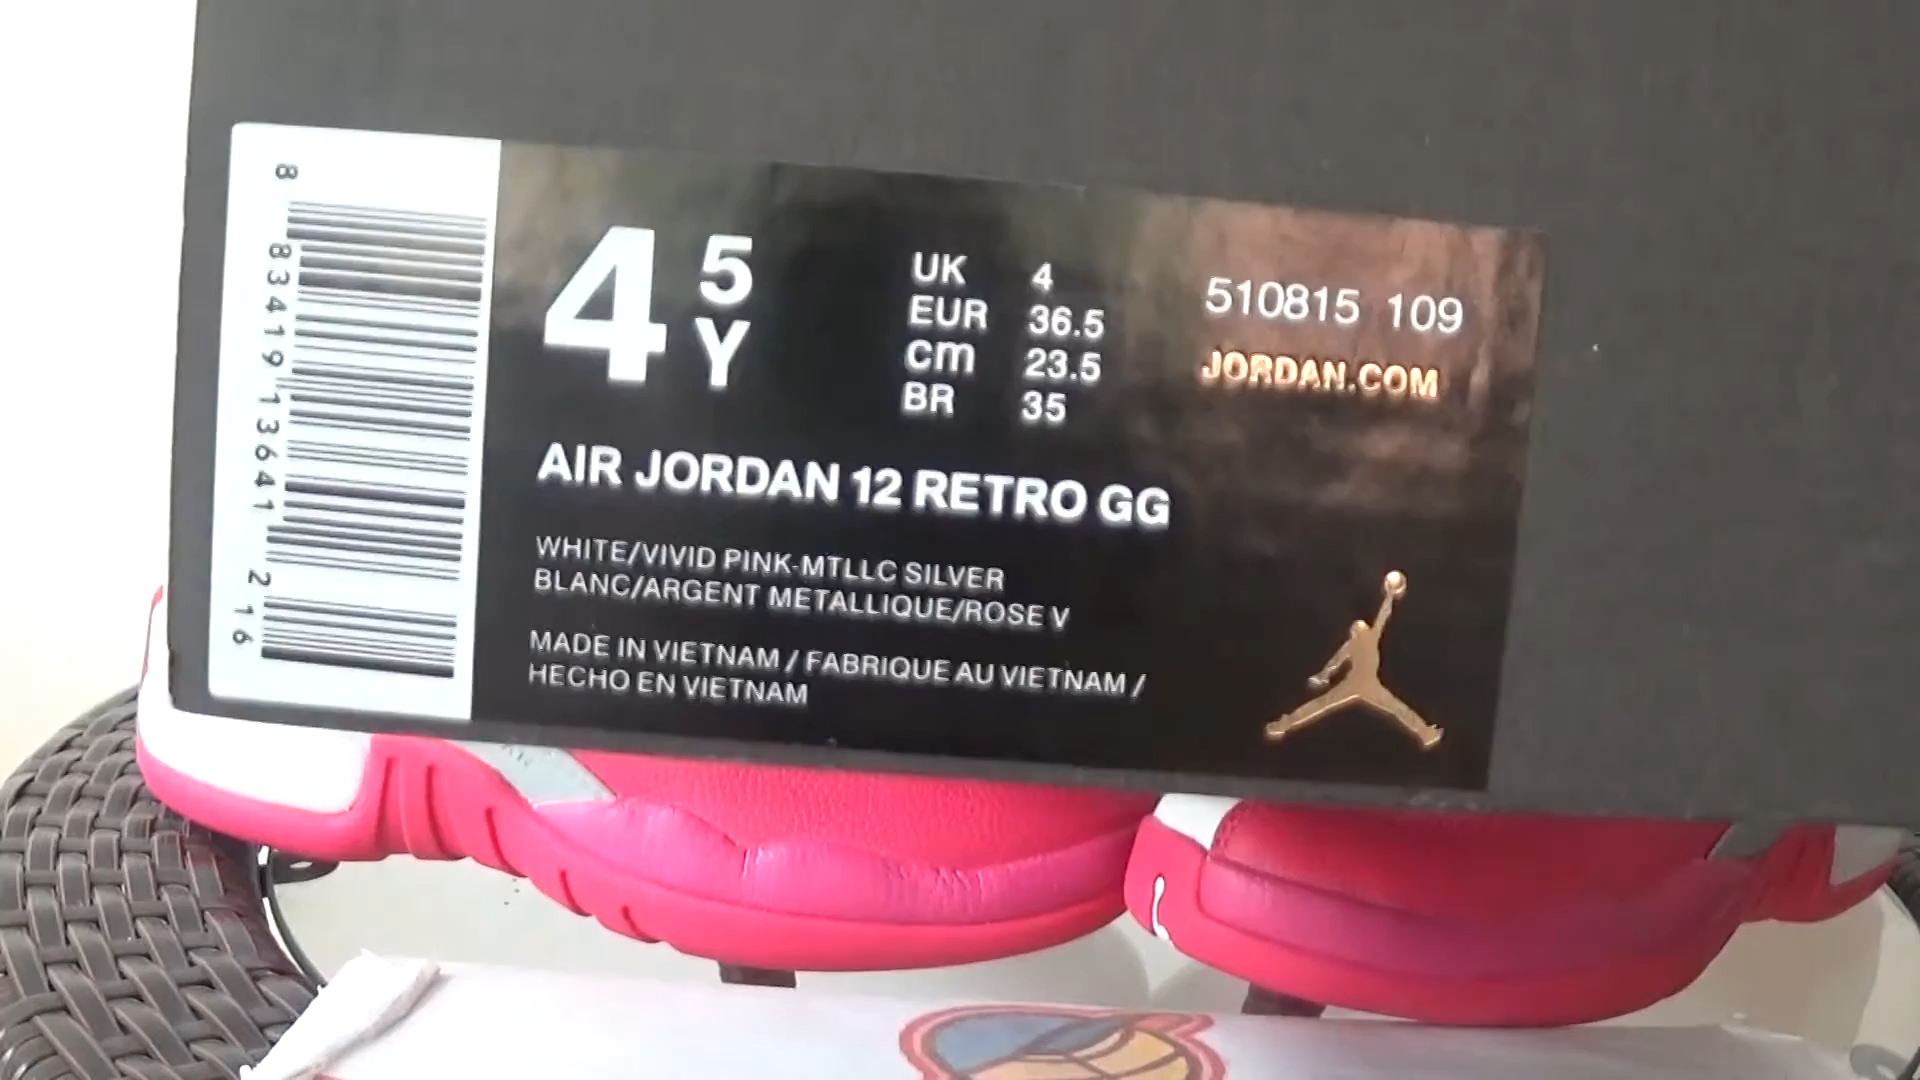 8 83419 13641 2 16
4 5 Y
UK 4
EUR 36.5
cm 23.5
BR 35
510815 109
JORDAN.COM
AIR JORDAN 12 RETRO GG
WHITE/VIVID PINK-MTLLC SILVER
BLANC/ARGENT METALLIQUE/ROSE V
MADE IN VIETNAM / FABRIQUE AU VIETNAM /
HECHO EN VIETNAM